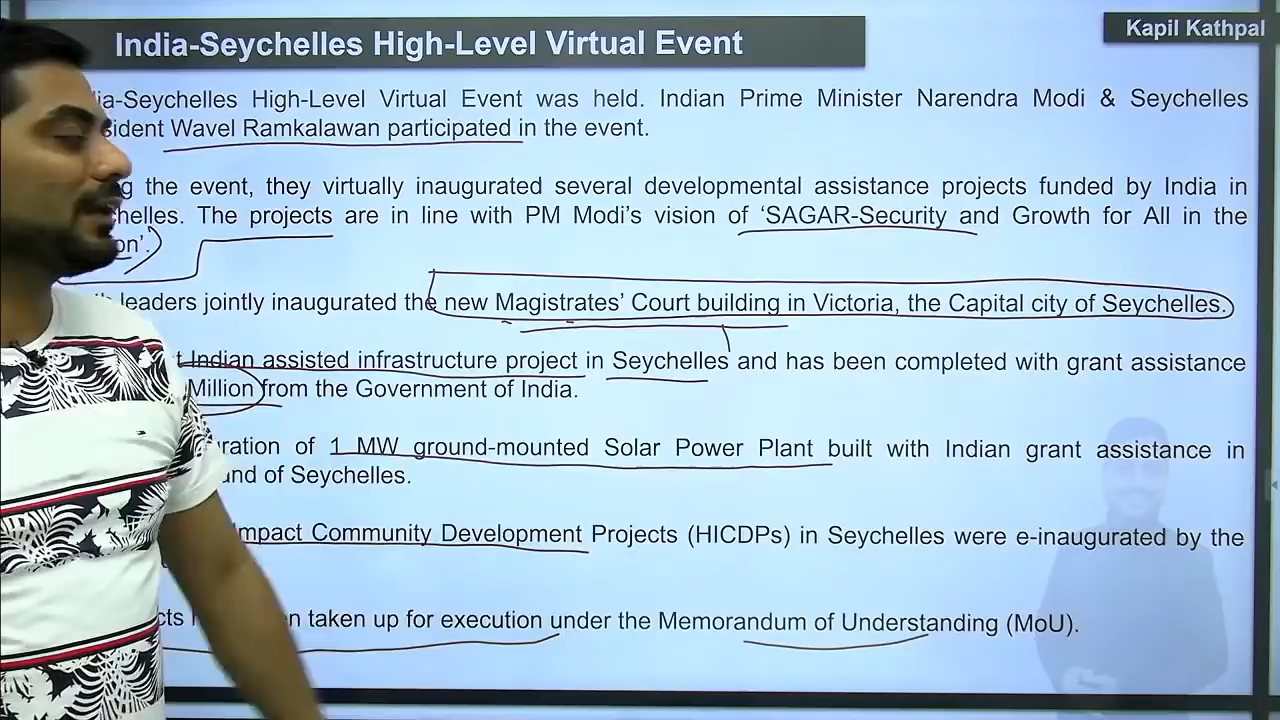 India-Seychelles High-Level Virtual Event
Kapil Kathpal
ia-Seychelles High-Level Virtual Event was held. Indian Prime Minister Narendra Modi & Seychelles
sident Wavel Ramkalawan participated in the event.
g the event, they virtually inaugurated several developmental assistance projects funded by India in
helles. The projects are in line with PM Modi’s vision of ‘SAGAR-Security and Growth for All in the
on’.
leaders jointly inaugurated the new Magistrates’ Court building in Victoria, the Capital city of Seychelles.
t Indian assisted infrastructure project in Seychelles and has been completed with grant assistance
Million from the Government of India.
ration of 1 MW ground-mounted Solar Power Plant built with Indian grant assistance in
and of Seychelles.
Impact Community Development Projects (HICDPs) in Seychelles were e-inaugurated by the
cts n taken up for execution under the Memorandum of Understanding (MoU).